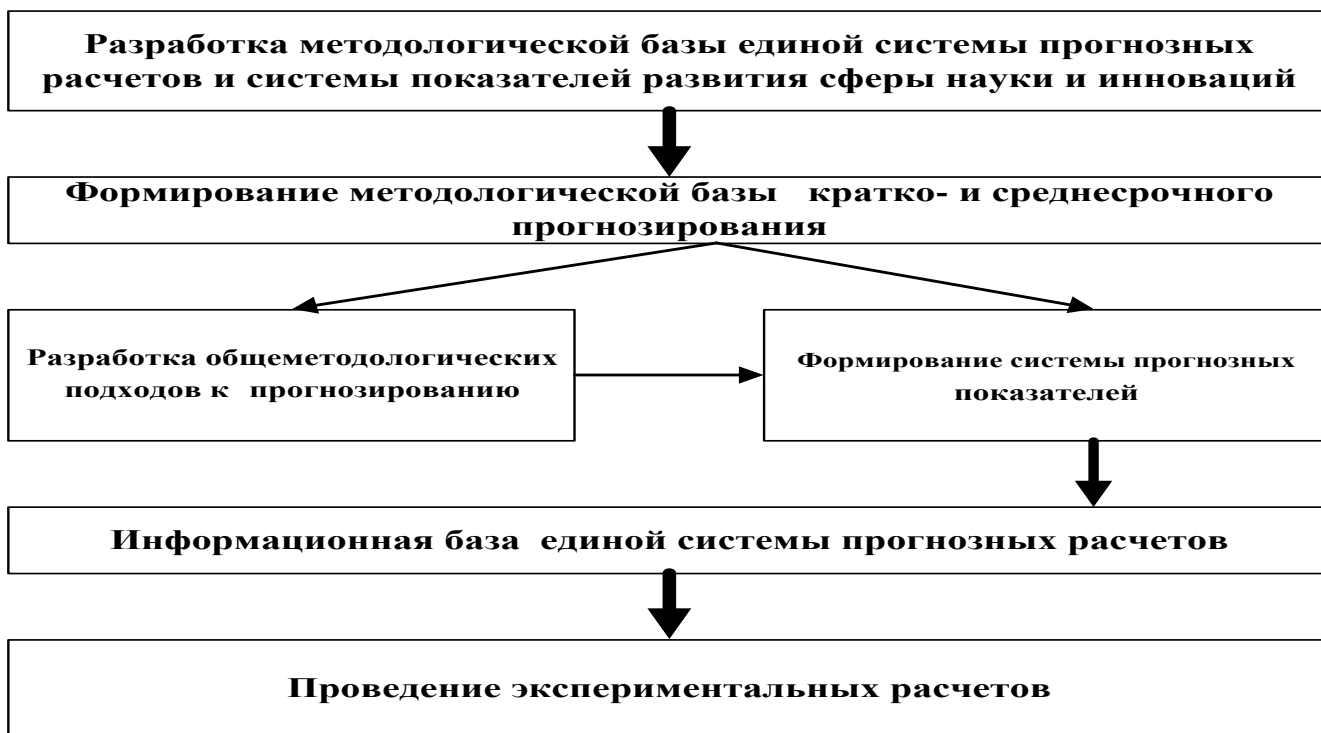 Разработка методологической базы единой системы прогнозных
расчетов и системы показателей развития сферы науки и инноваций
Формирование методологической базы кратко- и среднесрочного
прогнозирования
Разработка общеметодологических
подходов к прогнозированию
Формирование системы прогнозных
показателей
Информационная база единой системы прогнозных расчетов
Проведение экспериментальных расчетов